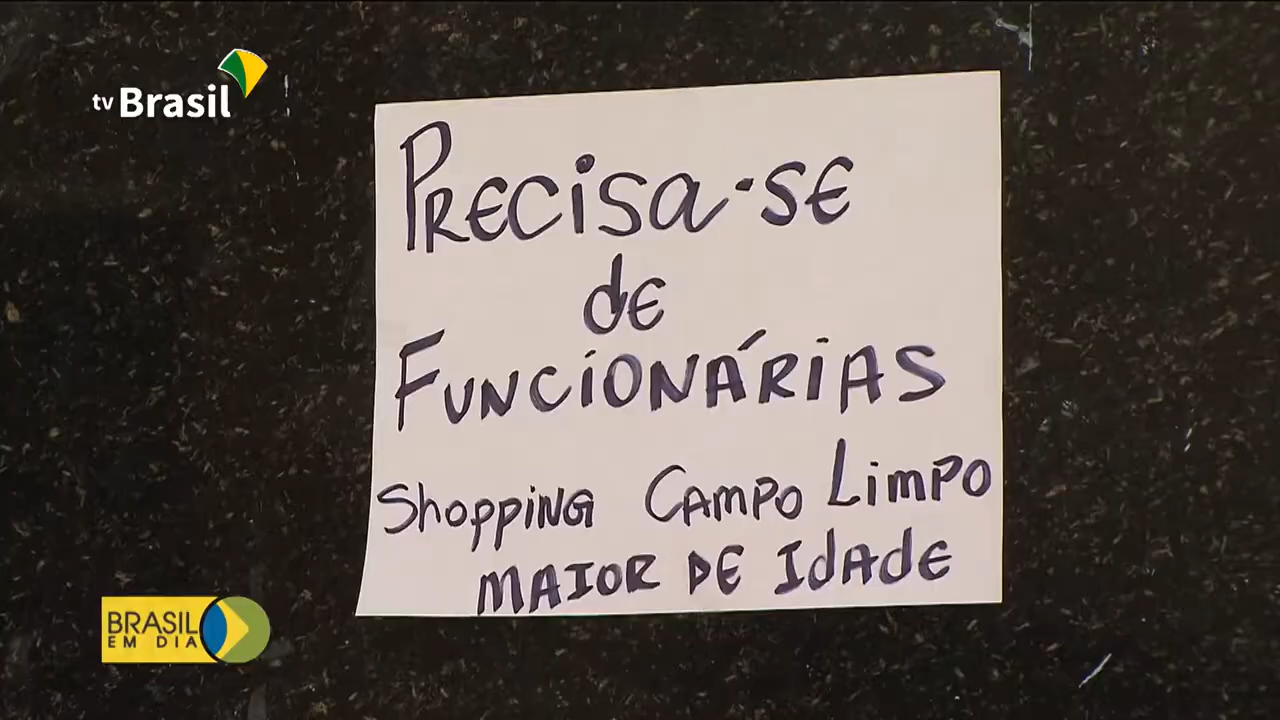 tv Brasil
PRECISA-SE
de
FUNCIONÁRIAS
Shopping CAMPO LIMPO
MAIOR DE IdAdE
BRASIL
EM DIA